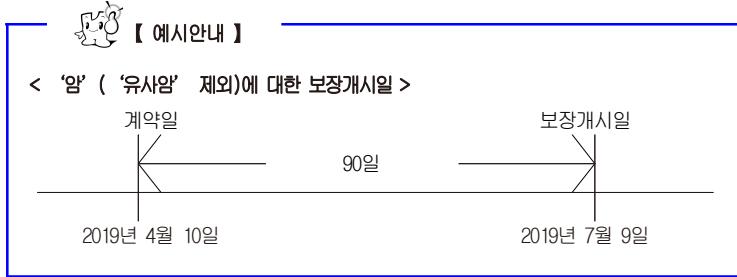 【 예시안내 】
< ‘암’ ( ‘유사암’ 제외)에 대한 보장개시일 >
계약일 보장개시일
90일
2019년 4월 10일 2019년 7월 9일